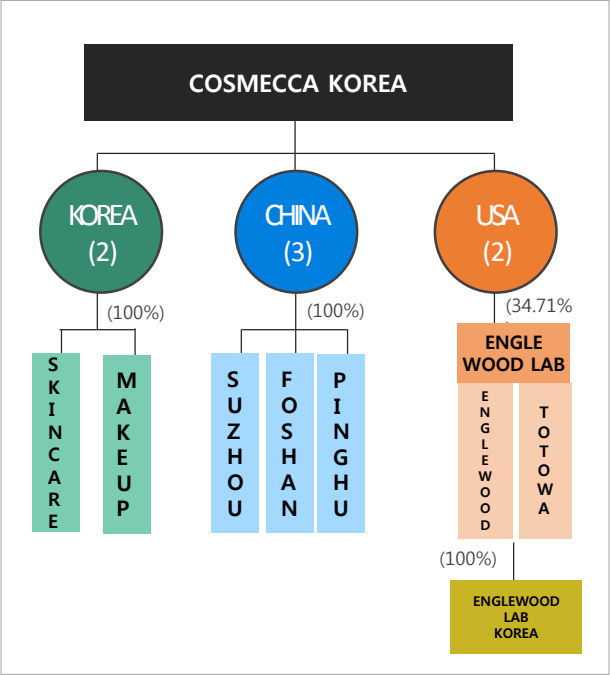 COSMECCA KOREA
KOREA
(2)
CHINA
(3)
USA
(2)
(100%)
(100%)
(34.71%
SKINCARE
MAKEUP
SUZHOU
FOSHAN
PINGHU
ENGLE
WOOD LAB
ENGLEWOOD
TOTOWA
(100%)
ENGLEWOOD
LAB
KOREA